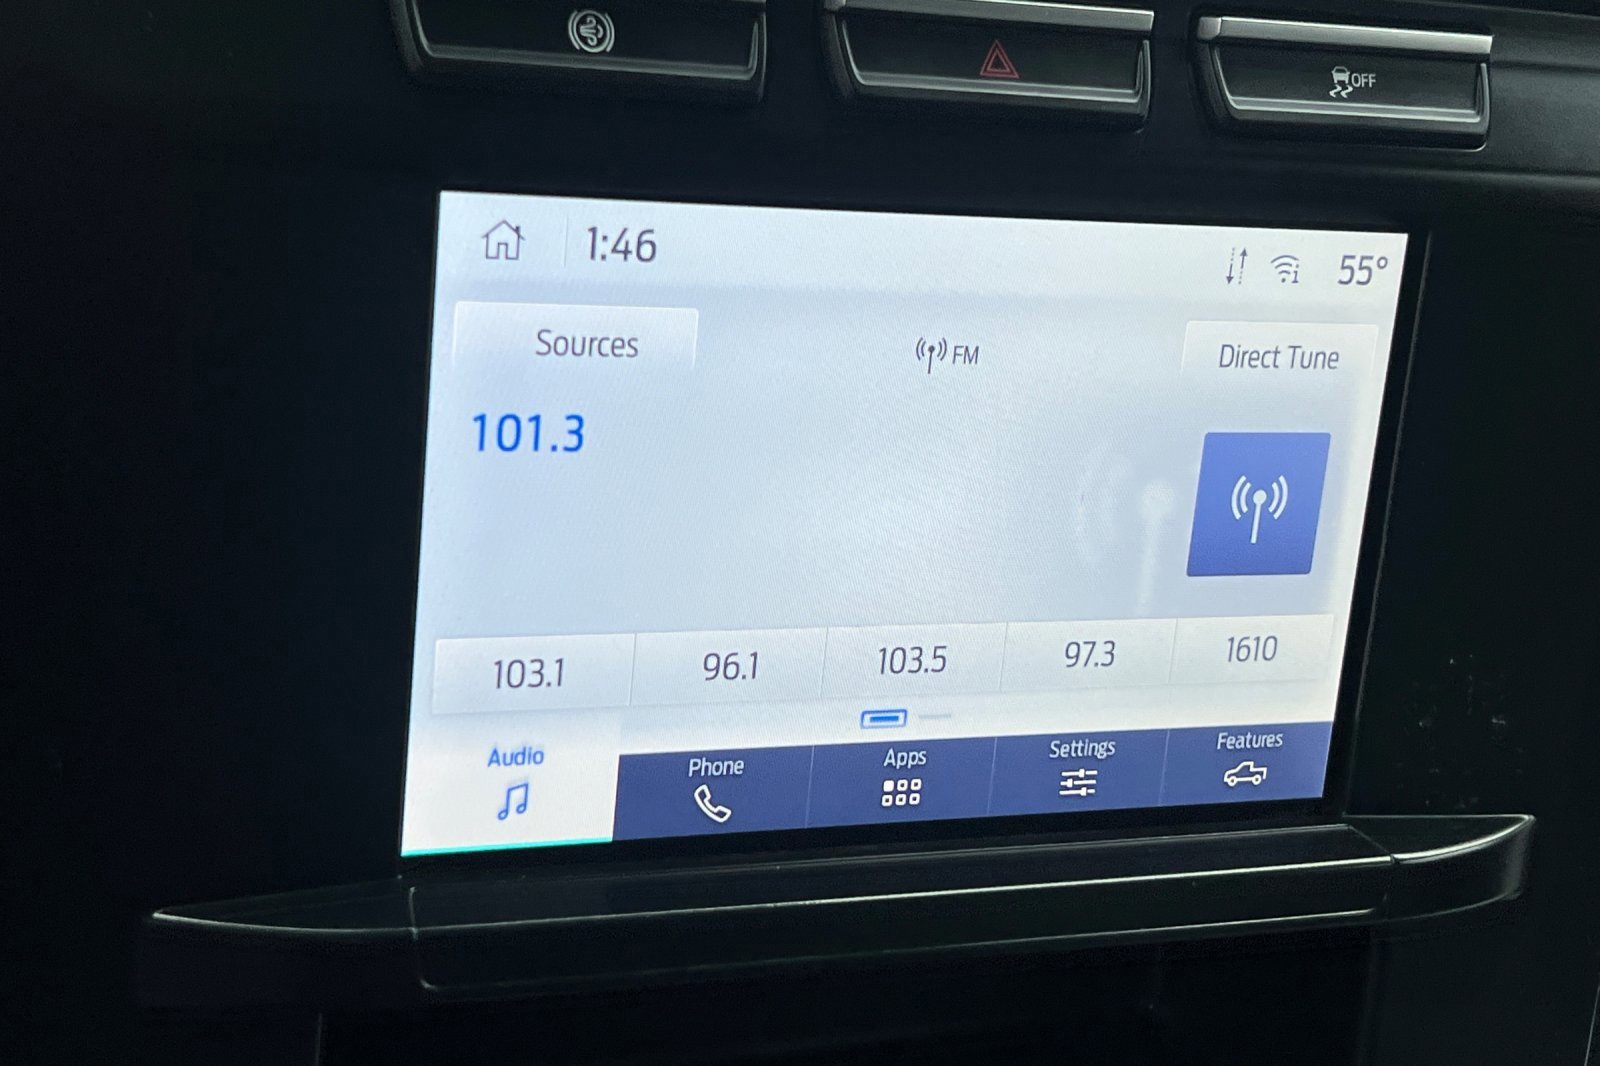 OFF
1:46
55°
Sources
FM
Direct Tune
101.3
103.1 96.1 103.5 97.3 1610
Audio Phone Apps Settings Features